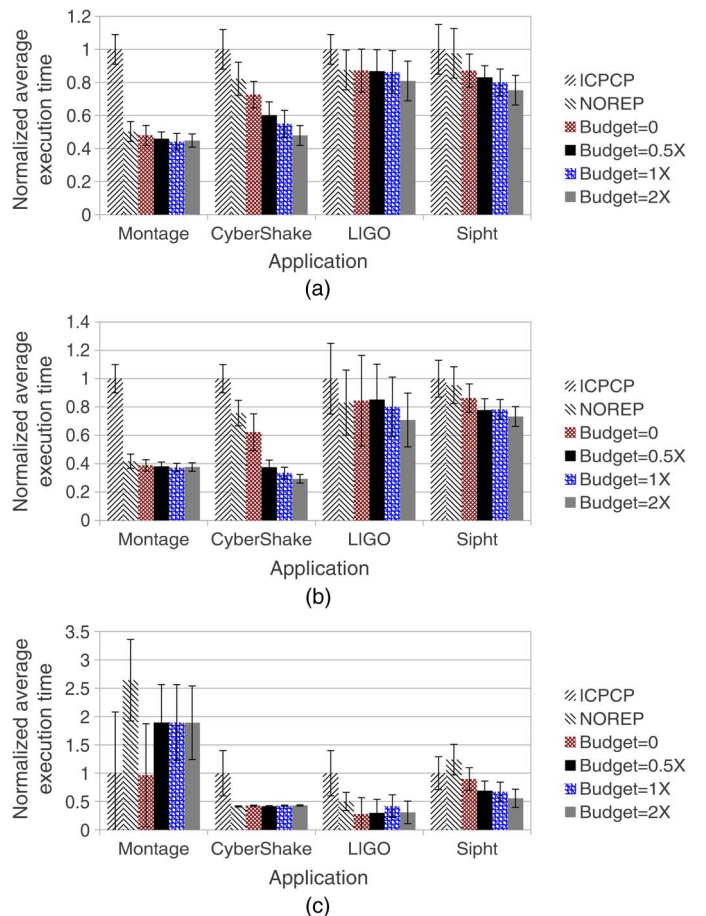 1.2
1
0.8
0.6
0.4
0.2
0
Normalized average
execution time
Montage CyberShake LIGO Sipht
Application
ICPCP
NOREP
Budget=0
Budget=0.5X
Budget=1X
Budget=2X
(a)
1.4
1.2
1
0.8
0.6
0.4
0.2
0
Normalized average
execution time
Montage CyberShake LIGO Sipht
Application
ICPCP
NOREP
Budget=0
Budget=0.5X
Budget=1X
Budget=2X
(b)
3.5
3
2.5
2
1.5
1
0.5
0
Normalized average
execution time
Montage CyberShake LIGO Sipht
Application
ICPCP
NOREP
Budget=0
Budget=0.5X
Budget=1X
Budget=2X
(c)